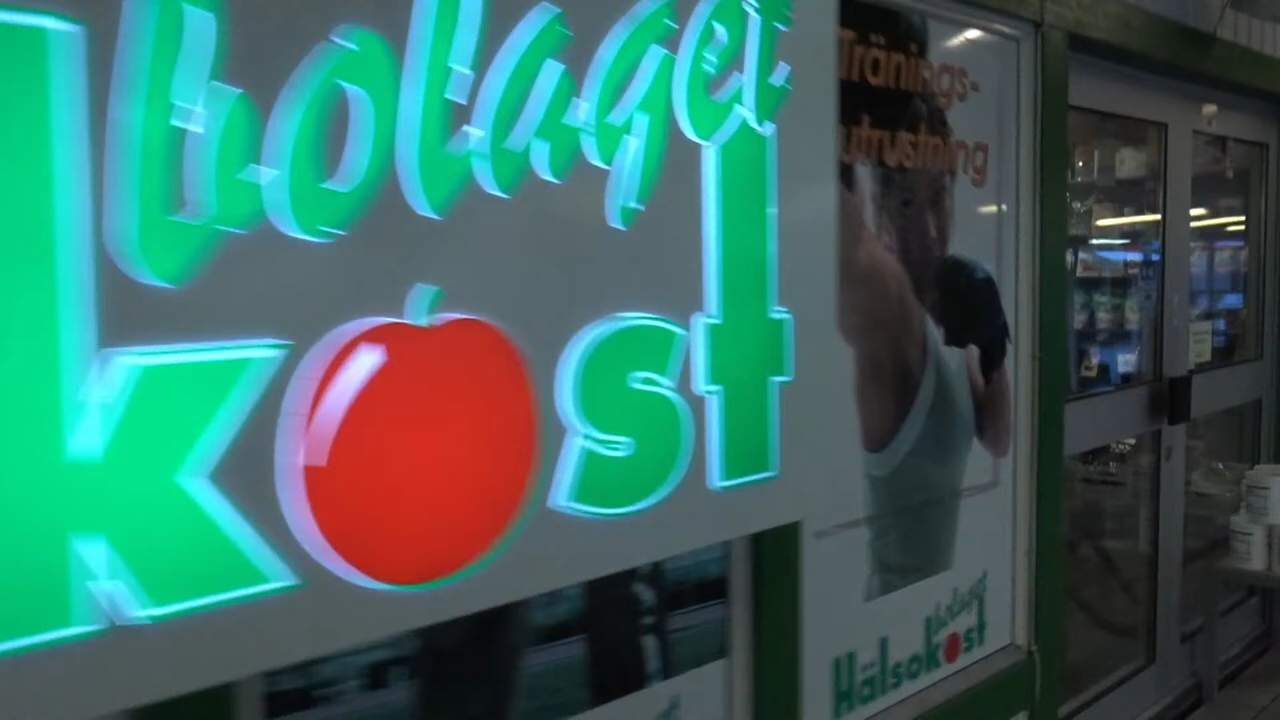 bolaget
kost
Tränings-
utrustning
bolaget
Hälsokost